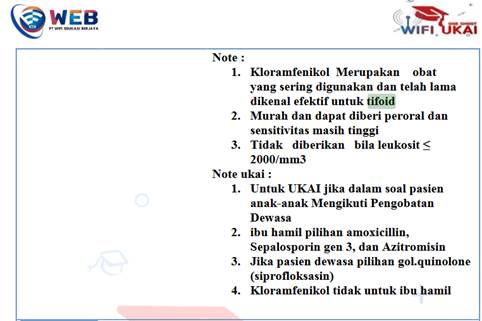 WEB
PT WIFI EDUKASI BERJAYA
WIFI UKAI
Note :
1. Kloramfenikol Merupakan obat
yang sering digunakan dan telah lama
dikenal efektif untuk tifoid
2. Murah dan dapat diberi peroral dan
sensitivitas masih tinggi
3. Tidak diberikan bila leukosit ≤
2000/mm3
Note ukai :
1. Untuk UKAI jika dalam soal pasien
anak-anak Mengikuti Pengobatan
Dewasa
2. ibu hamil pilihan amoxicillin,
Sepalosporin gen 3, dan Azitromisin
3. Jika pasien dewasa pilihan gol.quinolone
(siprofloksasin)
4. Kloramfenikol tidak untuk ibu hamil